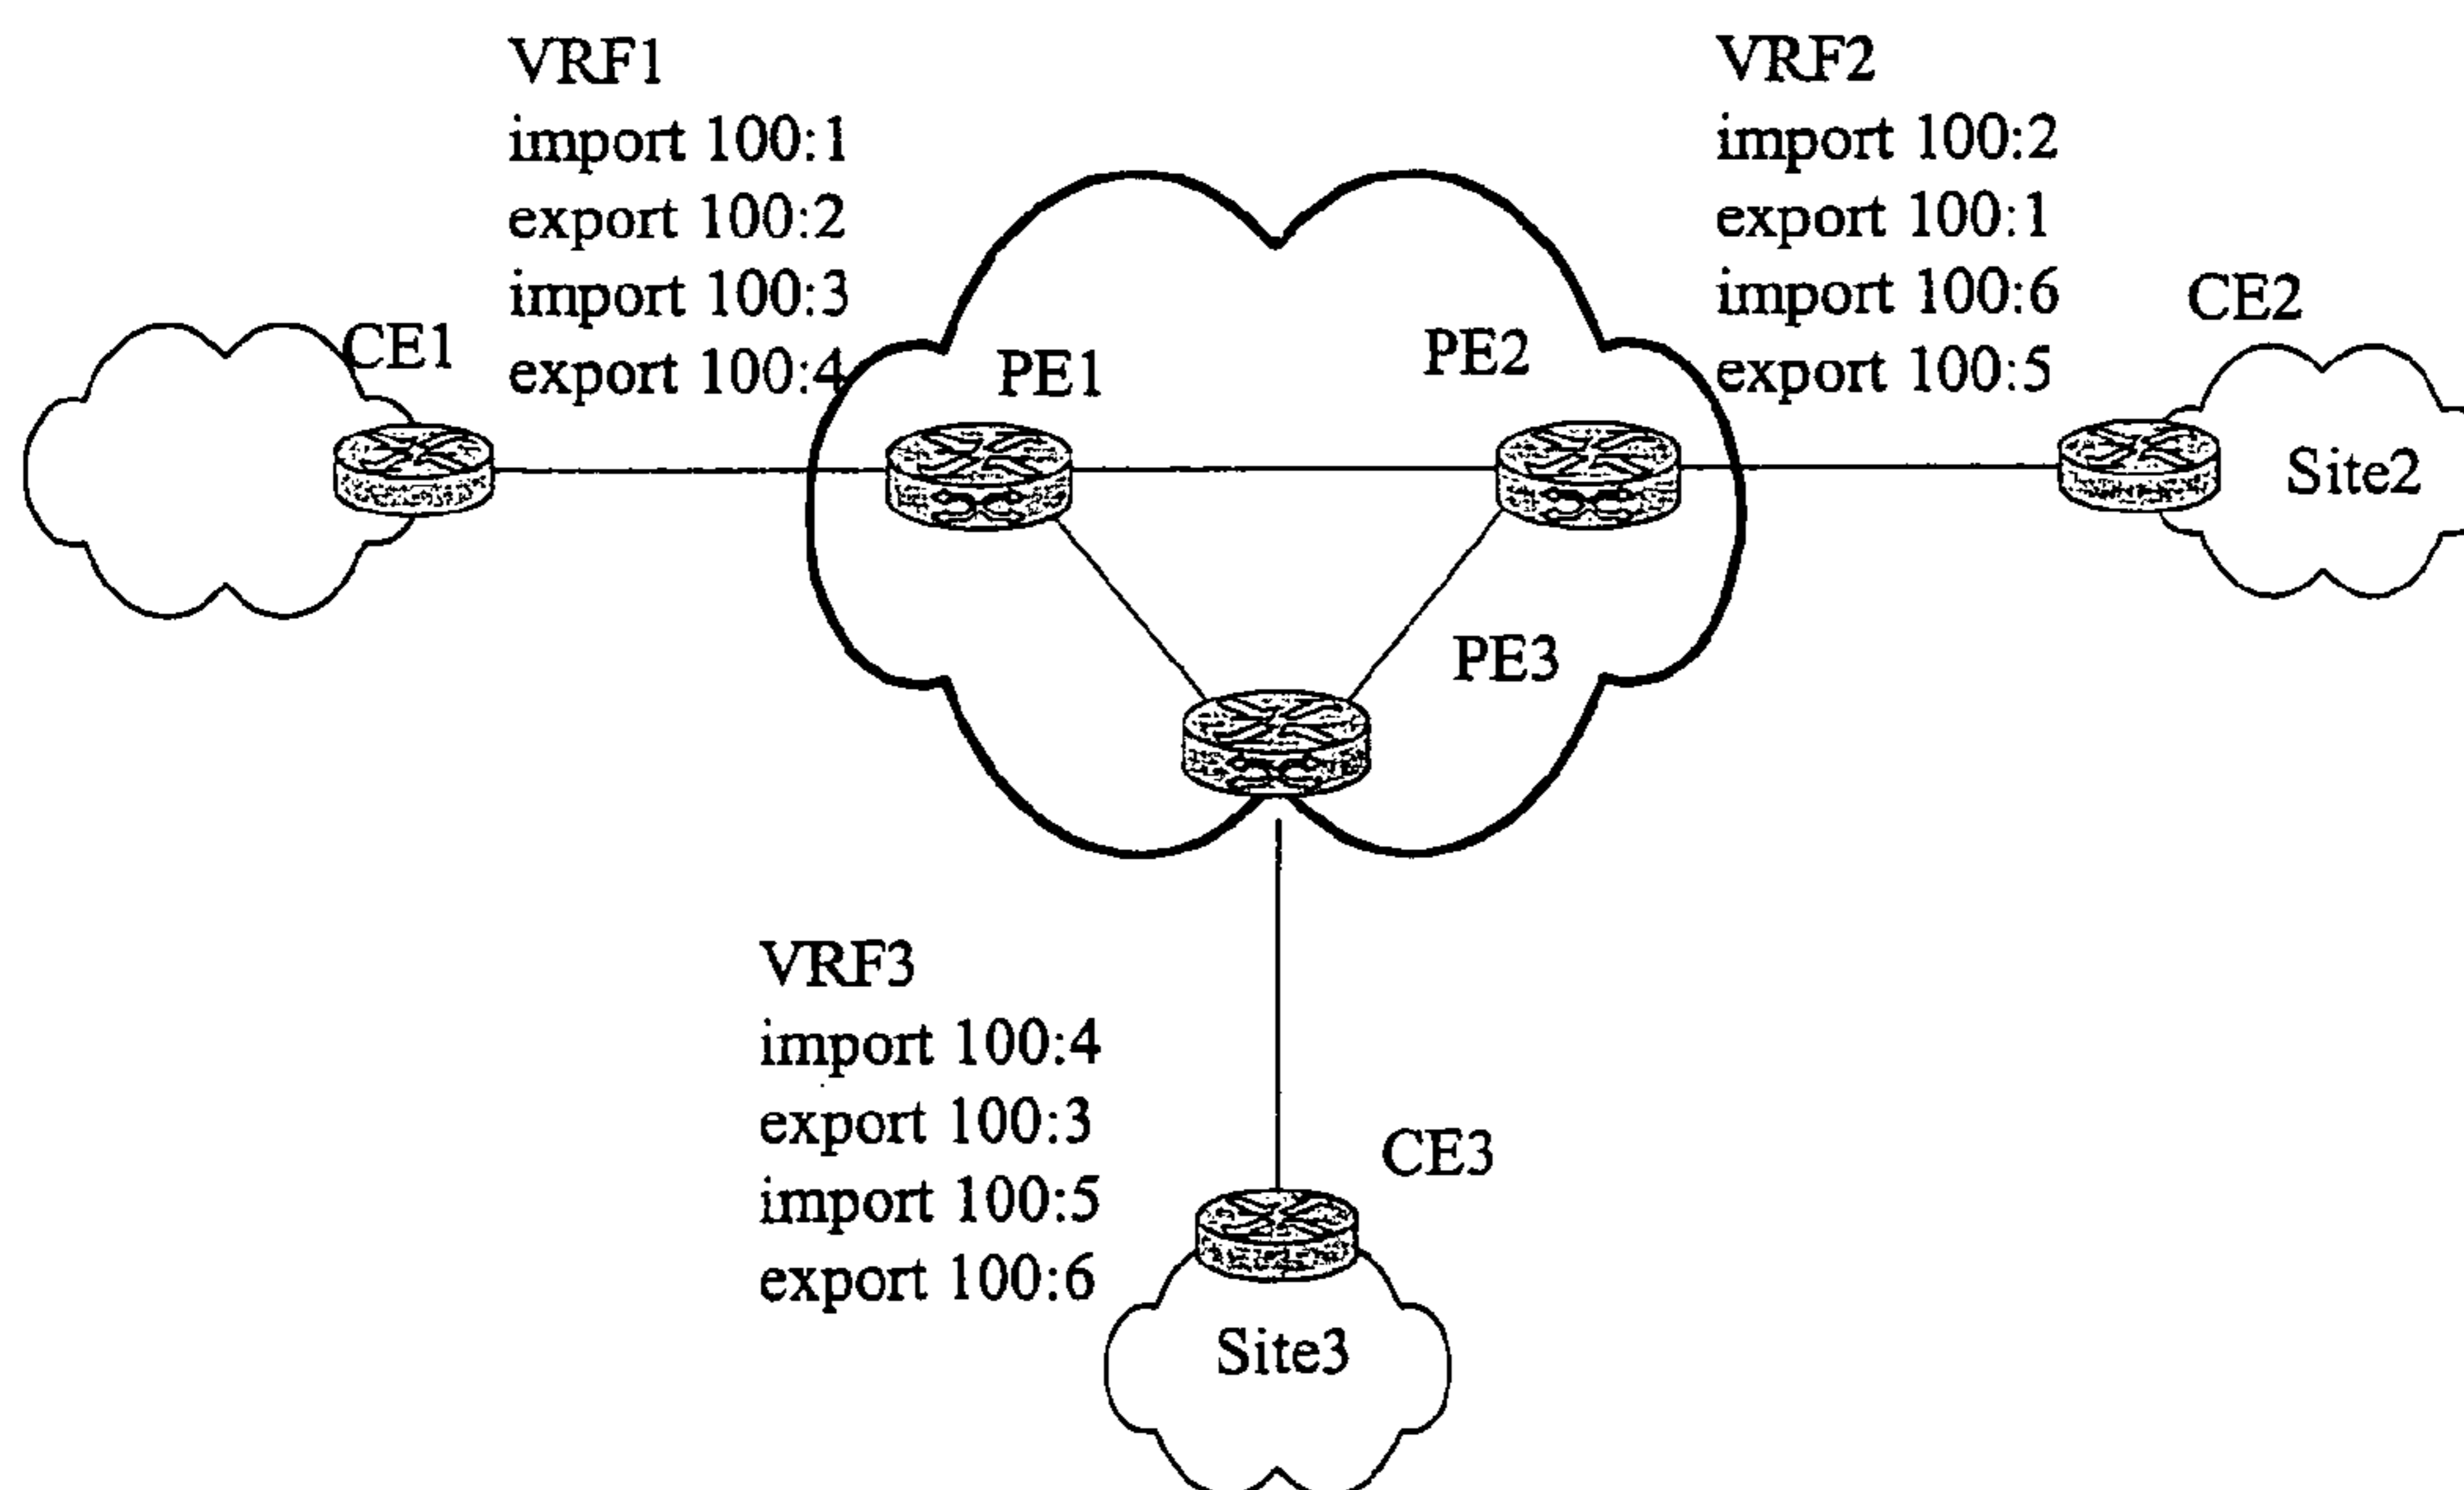 VRF1
import 100:1
export 100:2
import 100:3
export 100:4
VRF2
import 100:2
export 100:1
import 100:6
export 100:5
CE1
PE1
PE2
CE2
Site2
PE3
VRF3
import 100:4
export 100:3
import 100:5
export 100:6
CE3
Site3